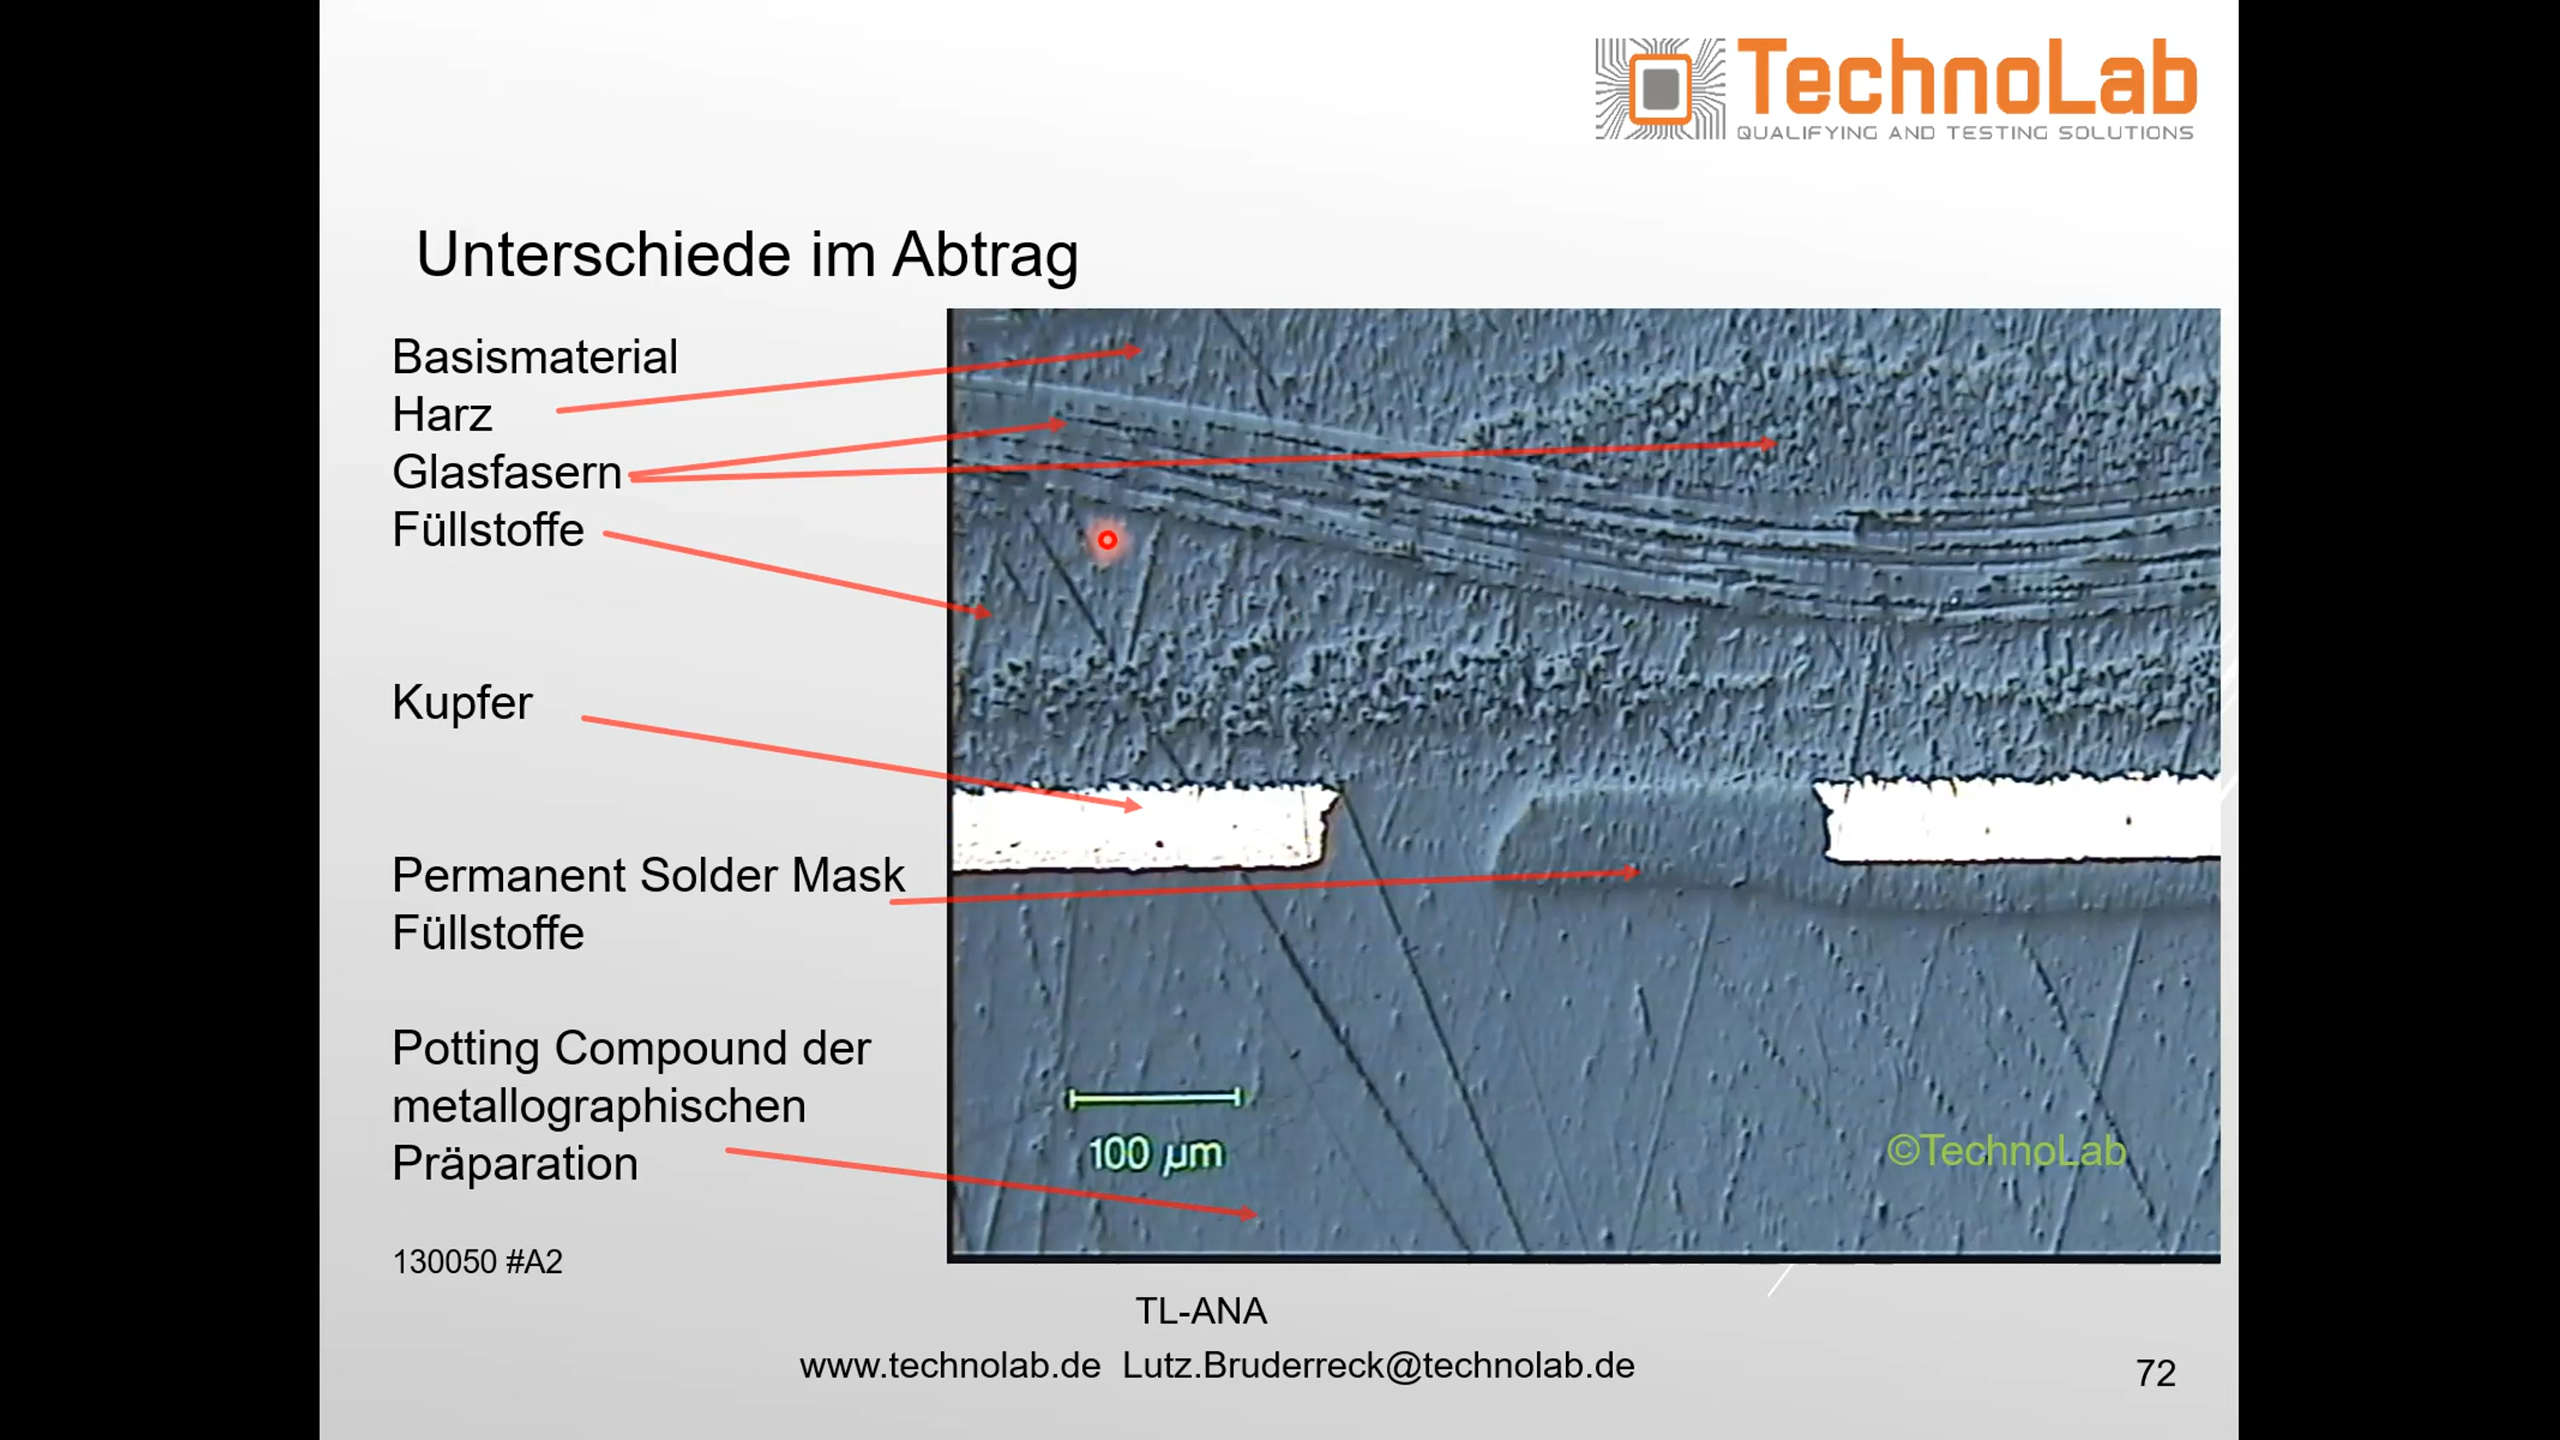 TechnoLab
QUALIFYING AND TESTING SOLUTIONS
Unterschiede im Abtrag
Basismaterial
Harz
Glasfasern
Füllstoffe
Kupfer
Permanent Solder Mask
Füllstoffe
Potting Compound der
metallographischen
Präparation
130050 #A2
100 µm
©TechnoLab
TL-ANA
www.technolab.de Lutz.Bruderreck@technolab.de
72